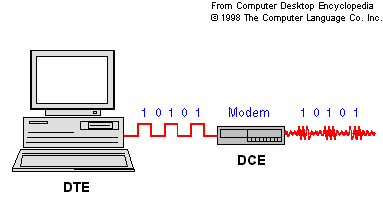 From Computer Desktop Encyclopedia
© 1998 The Computer Language Co. Inc.
1 0 1 0 1 Modem 1 0 1 0 1
DCE
DTE